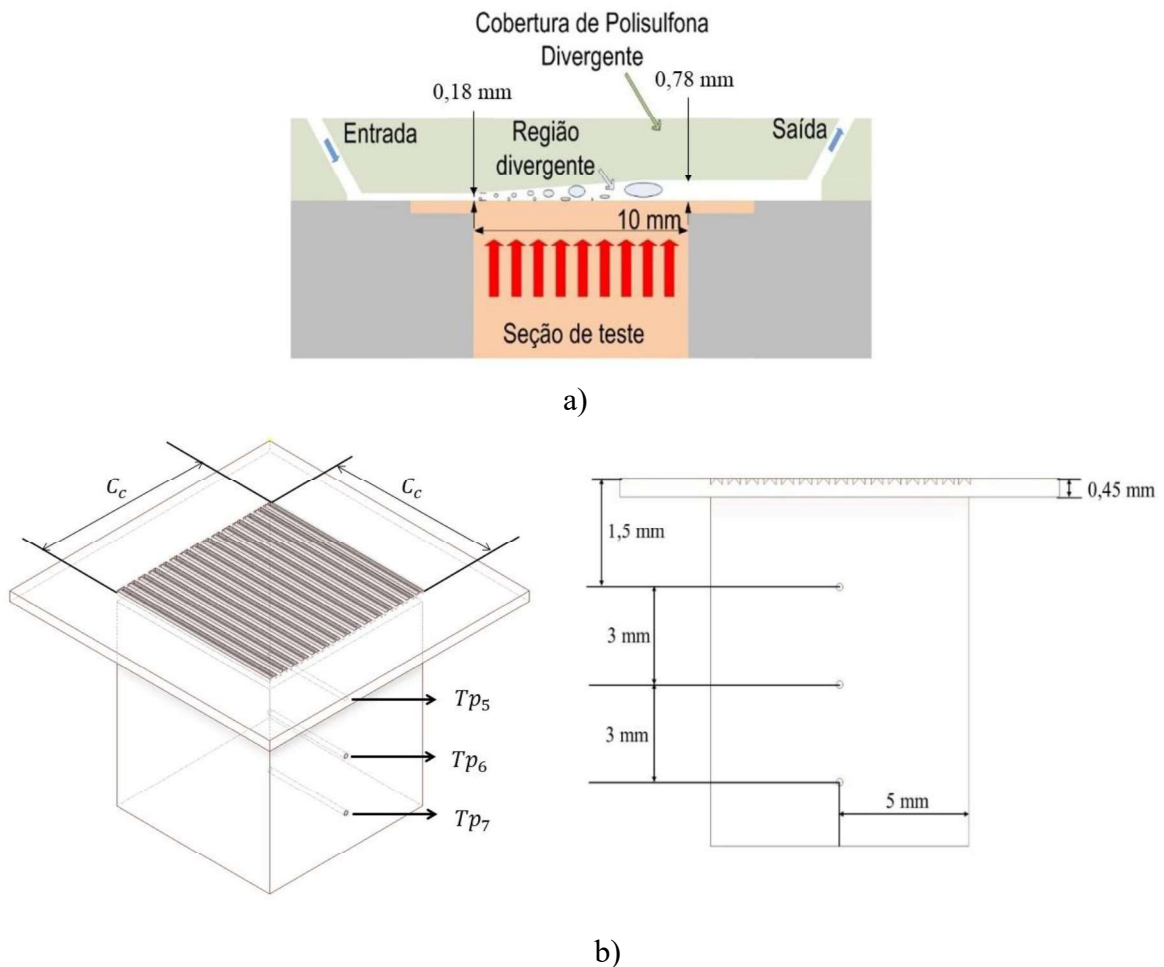 Cobertura de Polisulfona
Divergente
0,18 mm
0,78 mm
Entrada
Região
divergente
Saída
10 mm
Seção de teste
a)
C_c
C_c
Tp_5
Tp_6
Tp_7
0,45 mm
1,5 mm
3 mm
3 mm
5 mm
b)